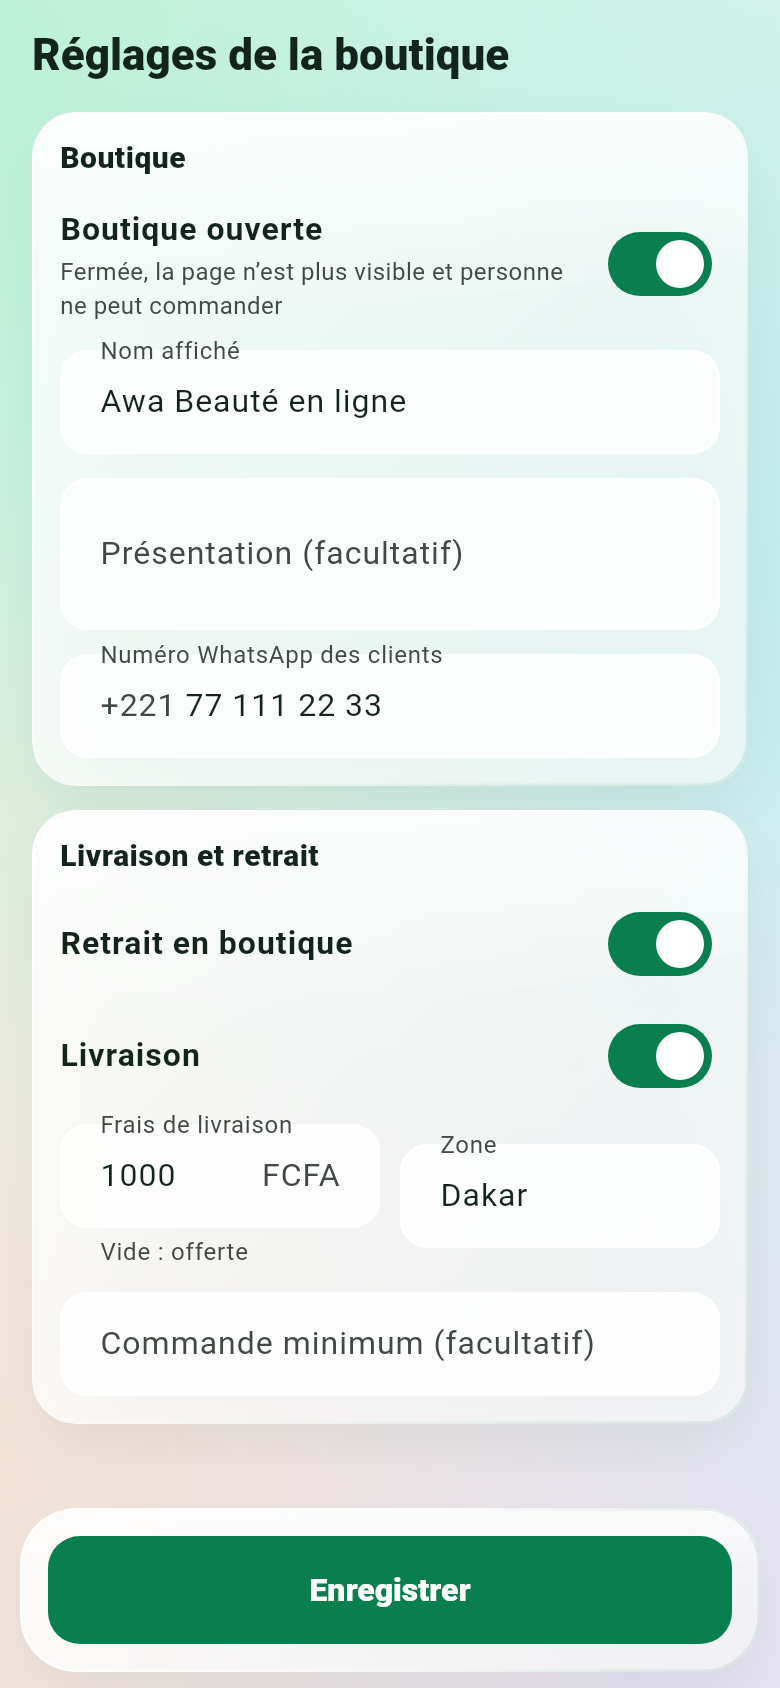 Réglages de la boutique
Boutique
Boutique ouverte
Fermée, la page n’est plus visible et personne
ne peut commander
Nom affiché
Awa Beauté en ligne
Présentation (facultatif)
Numéro WhatsApp des clients
+221 77 111 22 33
Livraison et retrait
Retrait en boutique
Livraison
Frais de livraison
1000 FCFA
Vide : offerte
Zone
Dakar
Commande minimum (facultatif)
Enregistrer